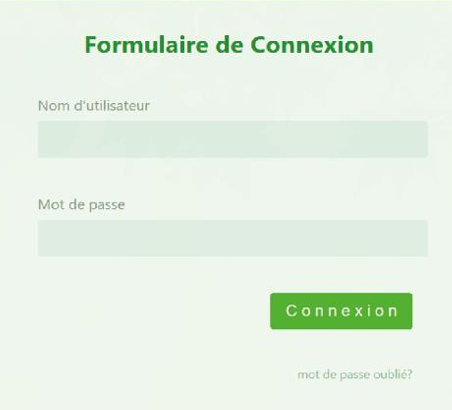 Formulaire de Connexion
Nom d'utilisateur
Mot de passe
Connexion
mot de passe oublié?